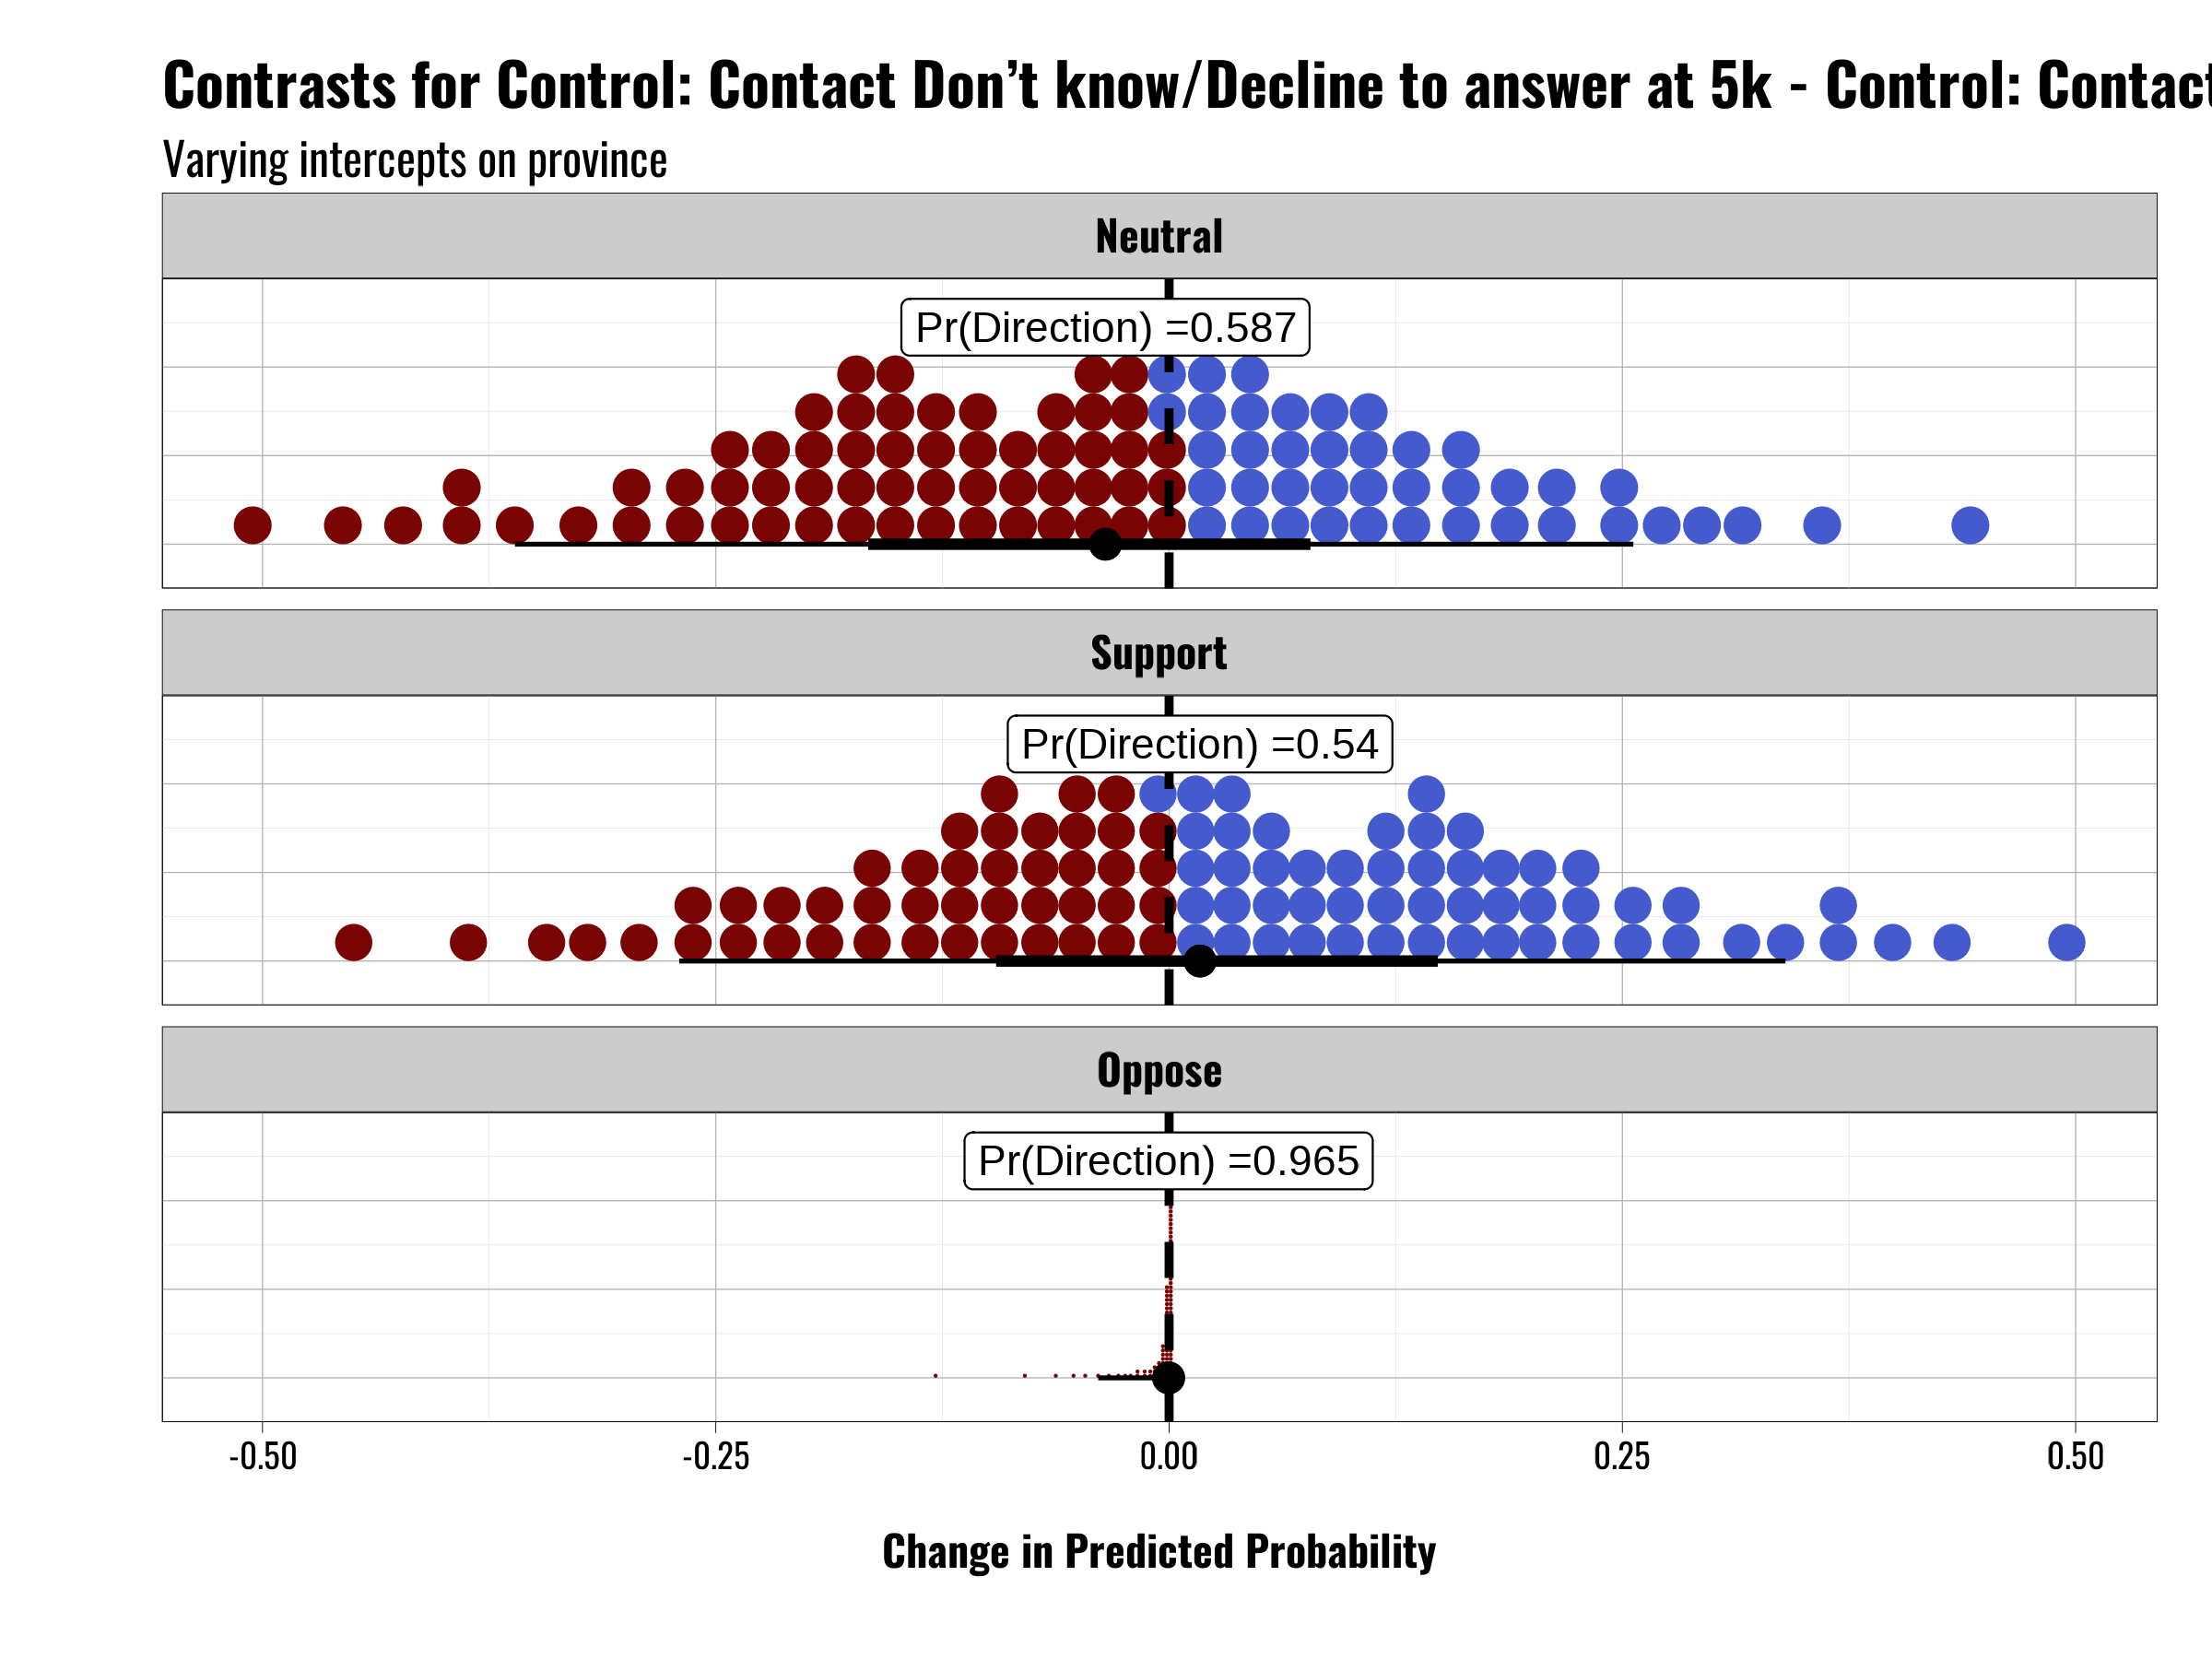 Contrasts for Control: Contact Don’t know/Decline to answer at 5k - Control: Contact
Varying intercepts on province
Neutral
Pr(Direction) =0.587
Support
Pr(Direction) =0.54
Oppose
Pr(Direction) =0.965
-0.50 -0.25 0.00 0.25 0.50
Change in Predicted Probability